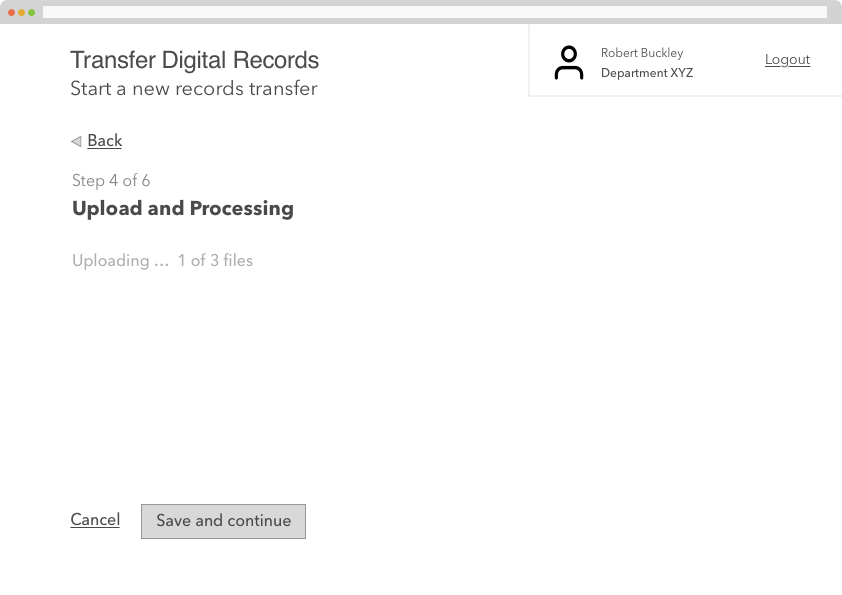 Transfer Digital Records
Start a new records transfer
Robert Buckley
Department XYZ
Logout
Back
Step 4 of 6
Upload and Processing
Uploading ... 1 of 3 files
Cancel
Save and continue